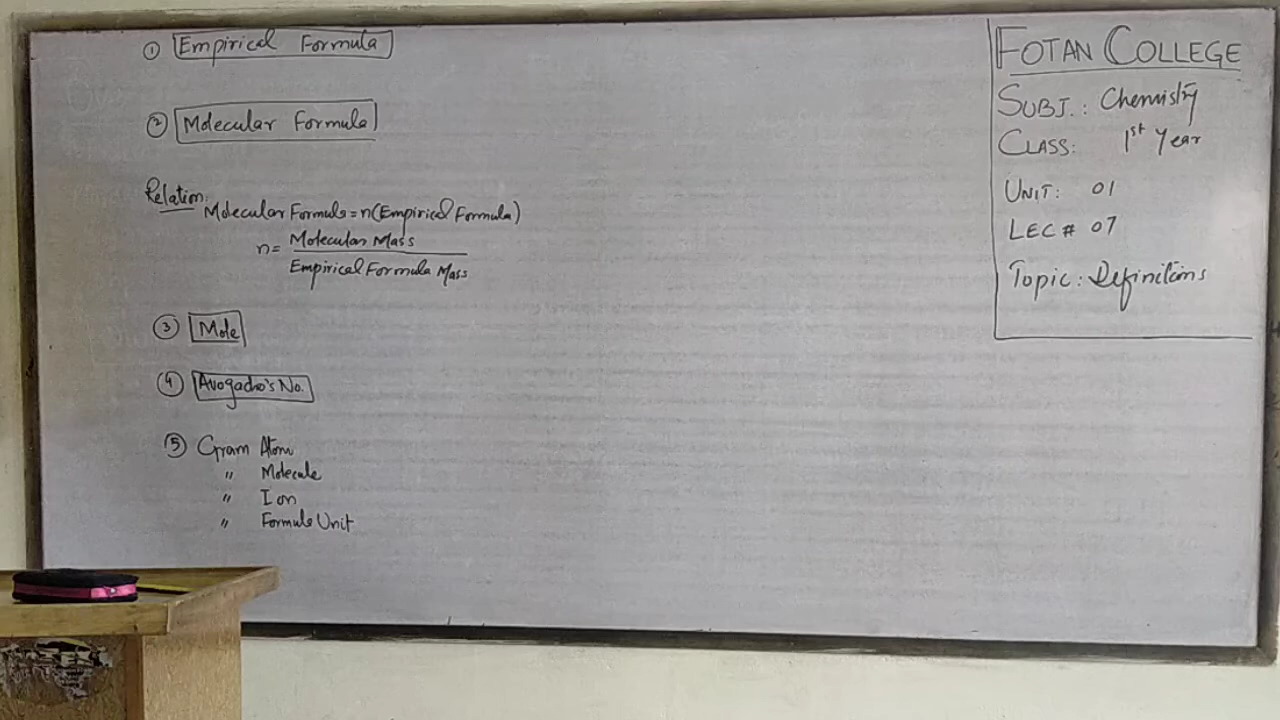 ① Empirical Formula
② Molecular Formula
Relation:
Molecular Formula = n(Empirical Formula)
n = Molecular Mass
Empirical Formula Mass
③ Mole
④ Avogadro's No.
⑤ Gram Atom
" Molecule
" Ion
" Formula Unit
FOTAN COLLEGE
SUBJ.: Chemistry
CLASS: 1st Year
UNIT: 01
LEC # 07
Topic: Definitions